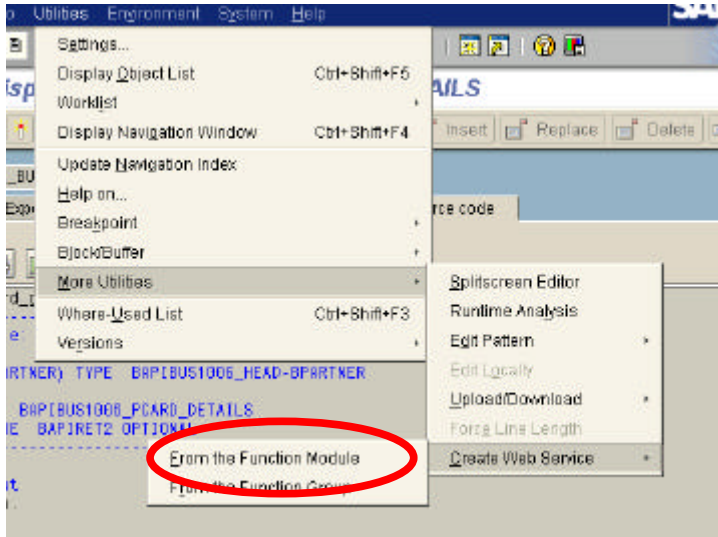 Utilities Environment System Help
SAP
Settings...
Display Object List Ctrl+Shift+F5
Worklist
AILS
Display Navigation Window Ctrl+Shift+F4
Insert Replace Delete
Update Navigation Index
_BU
Help on...
Expo
rce code
Breakpoint
Block/Buffer
More Utilities
Splitscreen Editor
Where-Used List Ctrl+Shift+F3
Runtime Analysis
Versions
Edit Pattern
RTNER) TYPE BAPIBUS1006_HEAD-BPARTNER
Edit Locally
Upload/Download
BAPIBUS1006_PCARD_DETAILS
E BAPIRET2 OPTIONAL
Force Line Length
From the Function Module
Create Web Service
From the Function Group